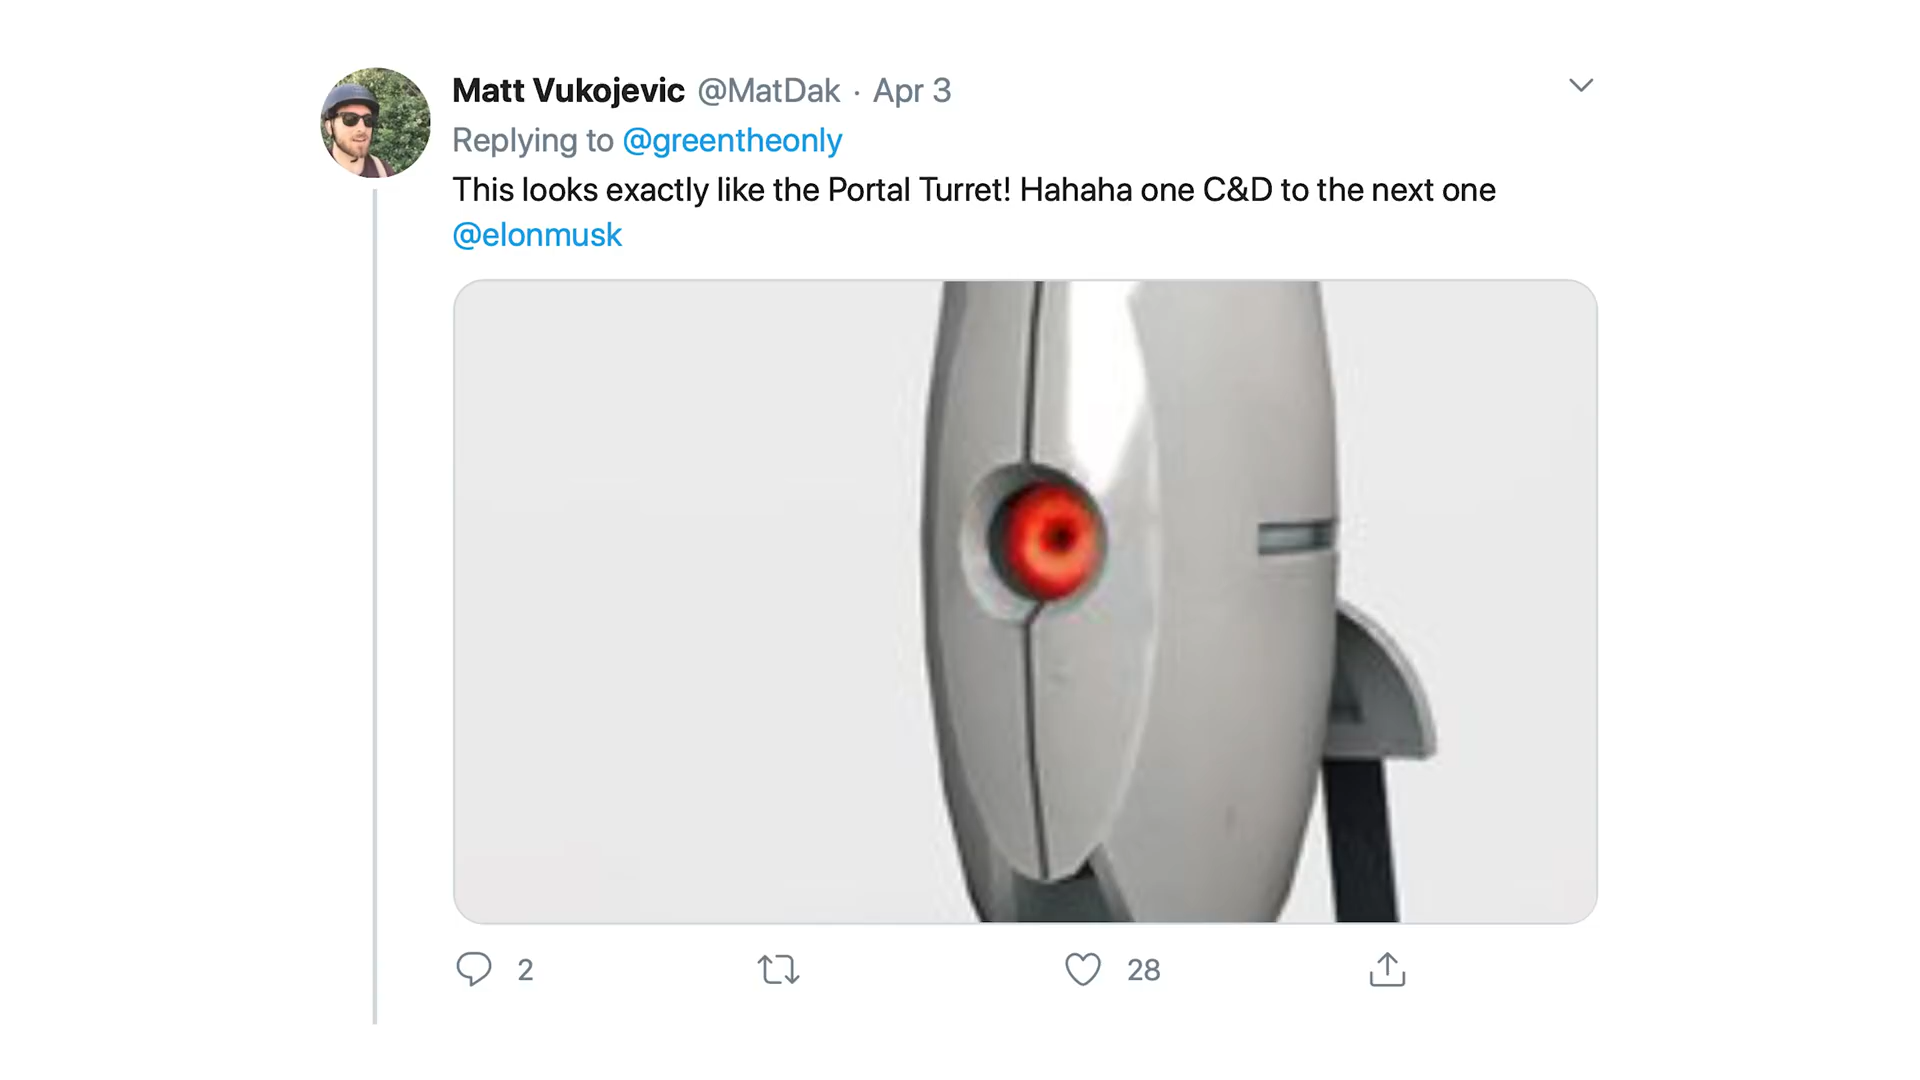 Matt Vukojevic @MatDak · Apr 3
Replying to @greentheonly
This looks exactly like the Portal Turret! Hahaha one C&D to the next one
@elonmusk
2 28